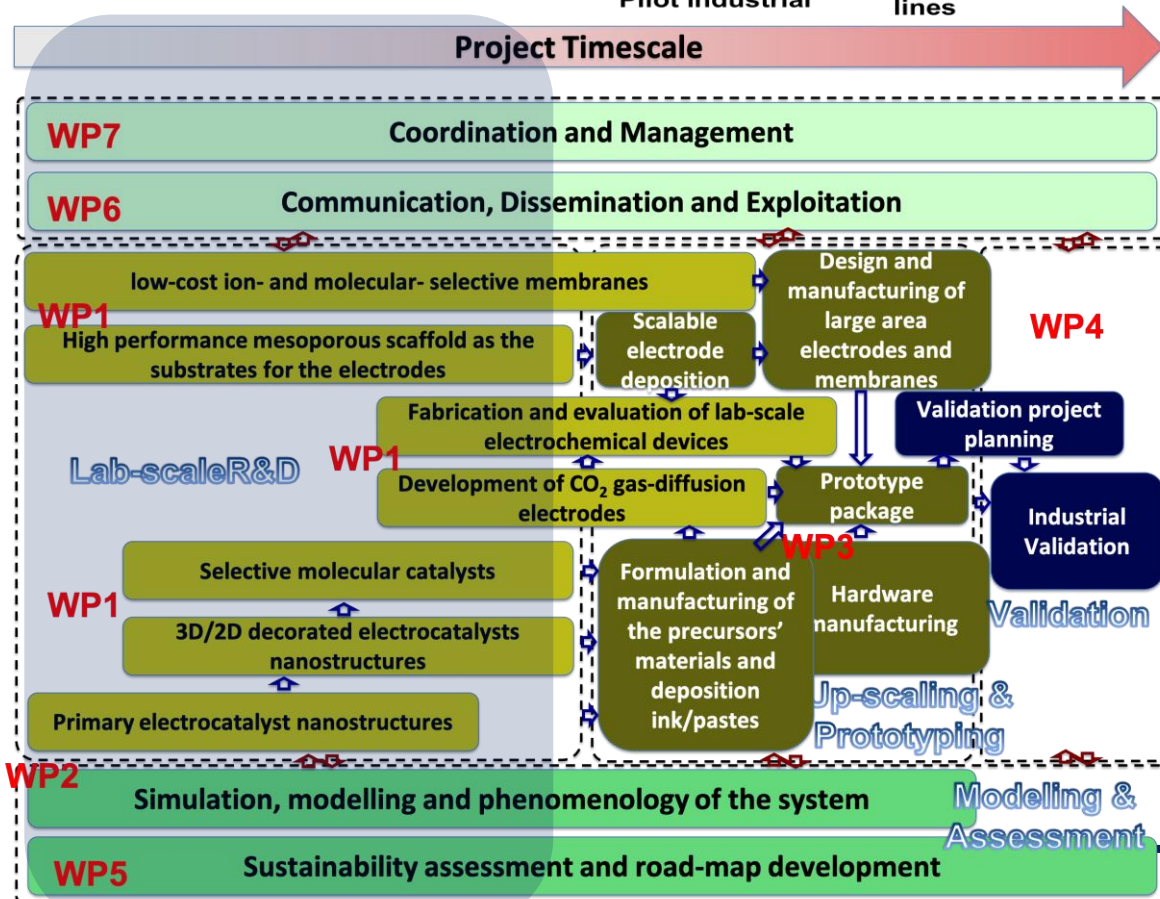 Pilot Industrial
lines
Project Timescale
WP7
Coordination and Management
WP6
Communication, Dissemination and Exploitation
low-cost ion- and molecular- selective membranes
WP1
High performance mesoporous scaffold as the
substrates for the electrodes
Scalable
electrode
deposition
Design and
manufacturing of
large area
electrodes and
membranes
WP4
Fabrication and evaluation of lab-scale
electrochemical devices
WP1
Lab-scaleR&D
Development of CO₂ gas-diffusion
electrodes
Validation project
planning
Prototype
package
WP3
Industrial
Validation
Selective molecular catalysts
WP1
3D/2D decorated electrocatalysts
nanostructures
Primary electrocatalyst nanostructures
Formulation and
manufacturing of
the precursors’
materials and
deposition
ink/pastes
Hardware
manufacturing
Validation
Up-scaling &
Prototyping
WP2
Simulation, modelling and phenomenology of the system
Modeling &
Assessment
WP5
Sustainability assessment and road-map development